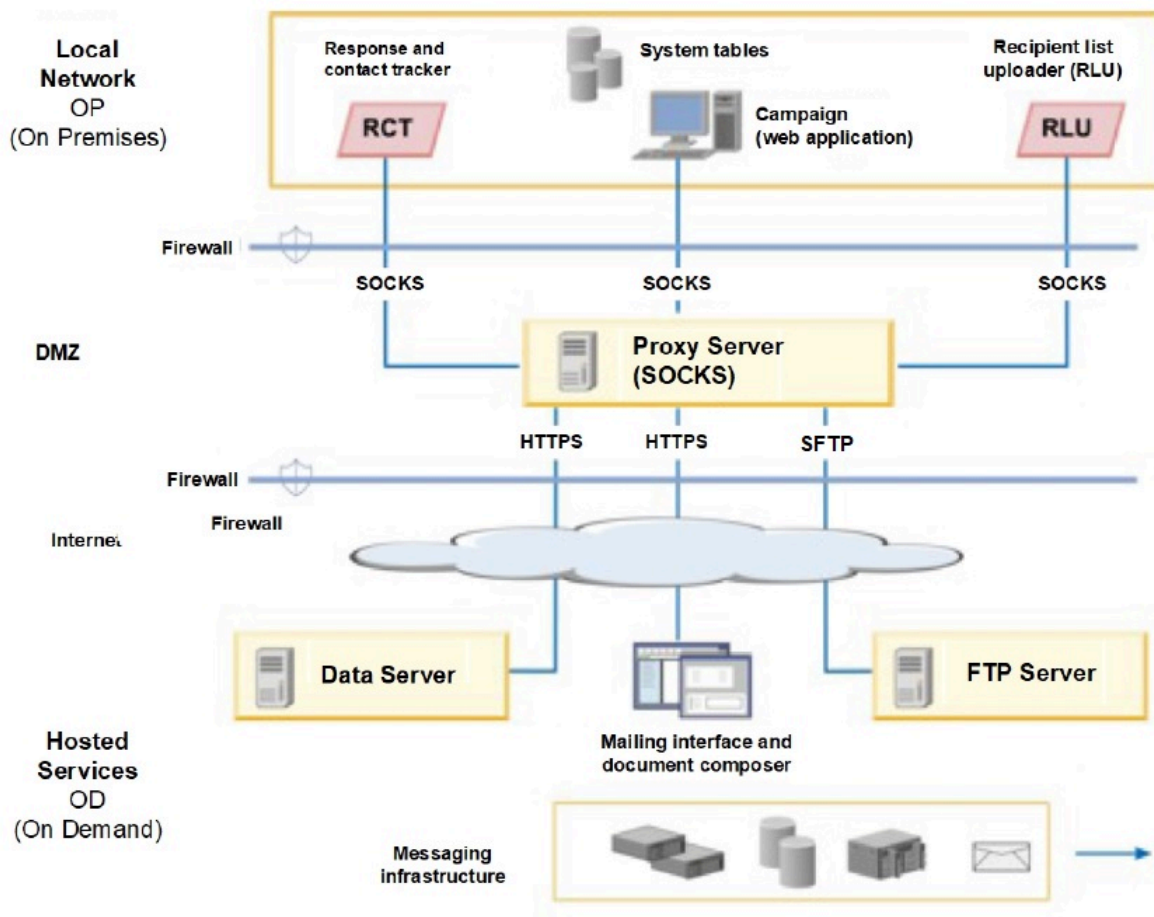 Local
Network
OP
(On Premises)
Response and
contact tracker
RCT
System tables
Campaign
(web application)
Recipient list
uploader (RLU)
RLU
Firewall
SOCKS
SOCKS
SOCKS
DMZ
Proxy Server
(SOCKS)
HTTPS
HTTPS
SFTP
Firewall
Firewall
Internet
Data Server
FTP Server
Mailing interface and
document composer
Hosted
Services
OD
(On Demand)
Messaging
infrastructure